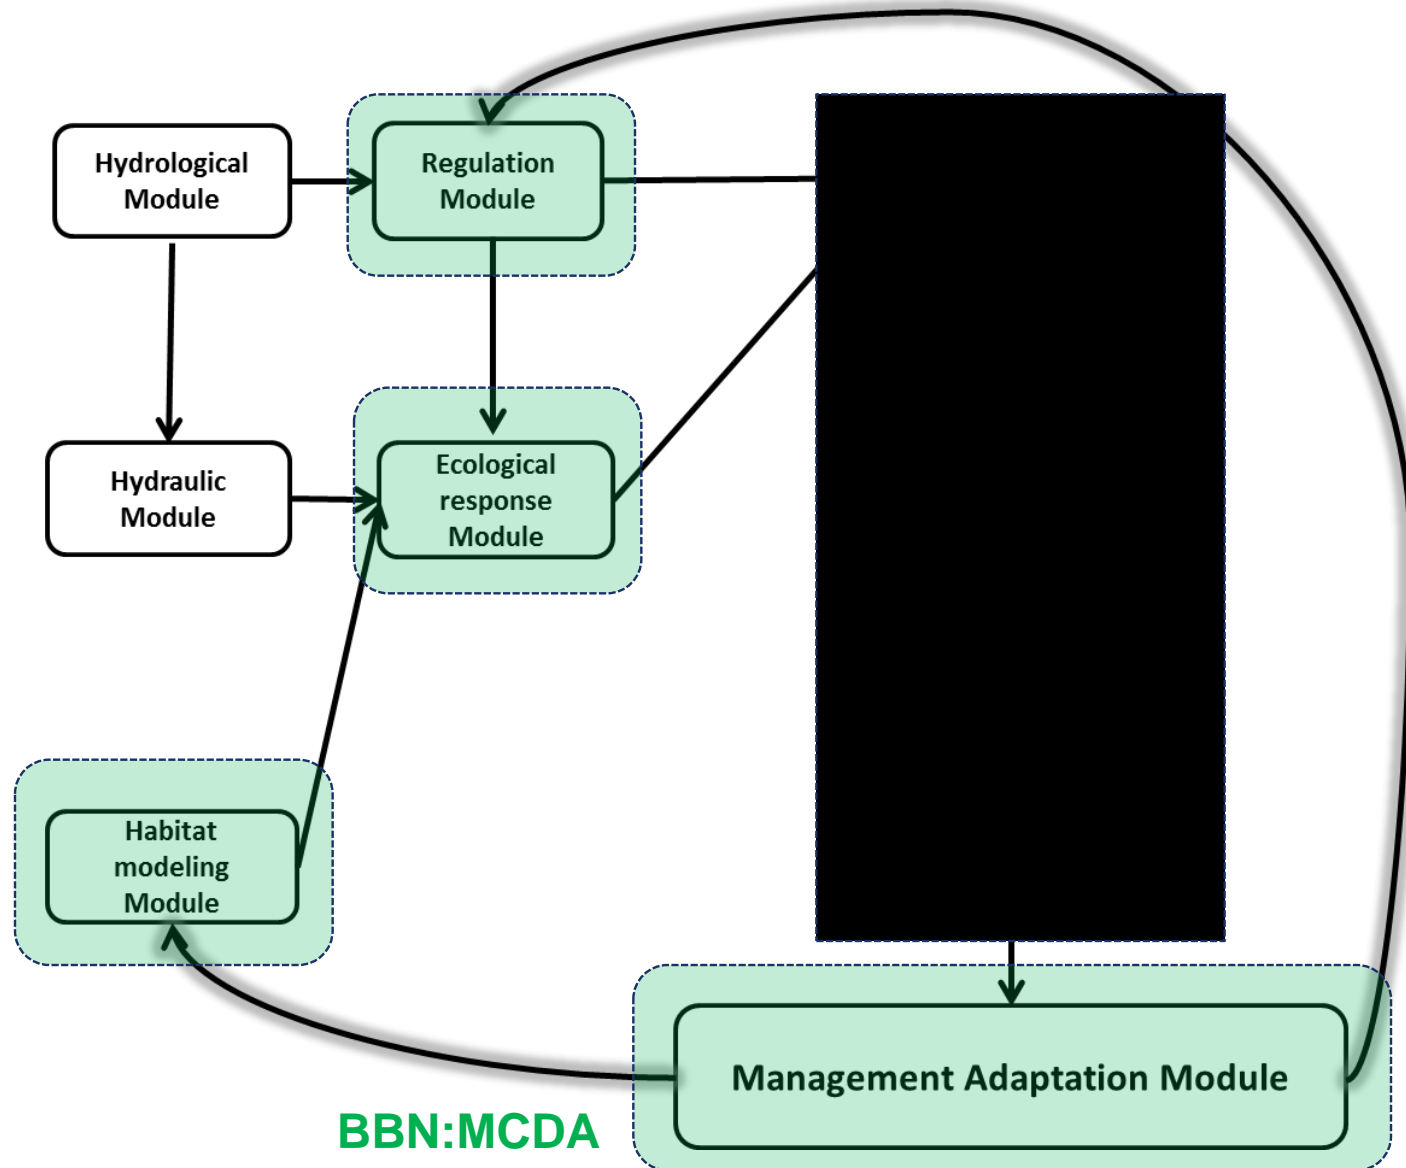 Hydrological
Module
Regulation
Module
Hydraulic
Module
Ecological
response
Module
Habitat
modeling
Module
Management Adaptation Module
BBN:MCDA